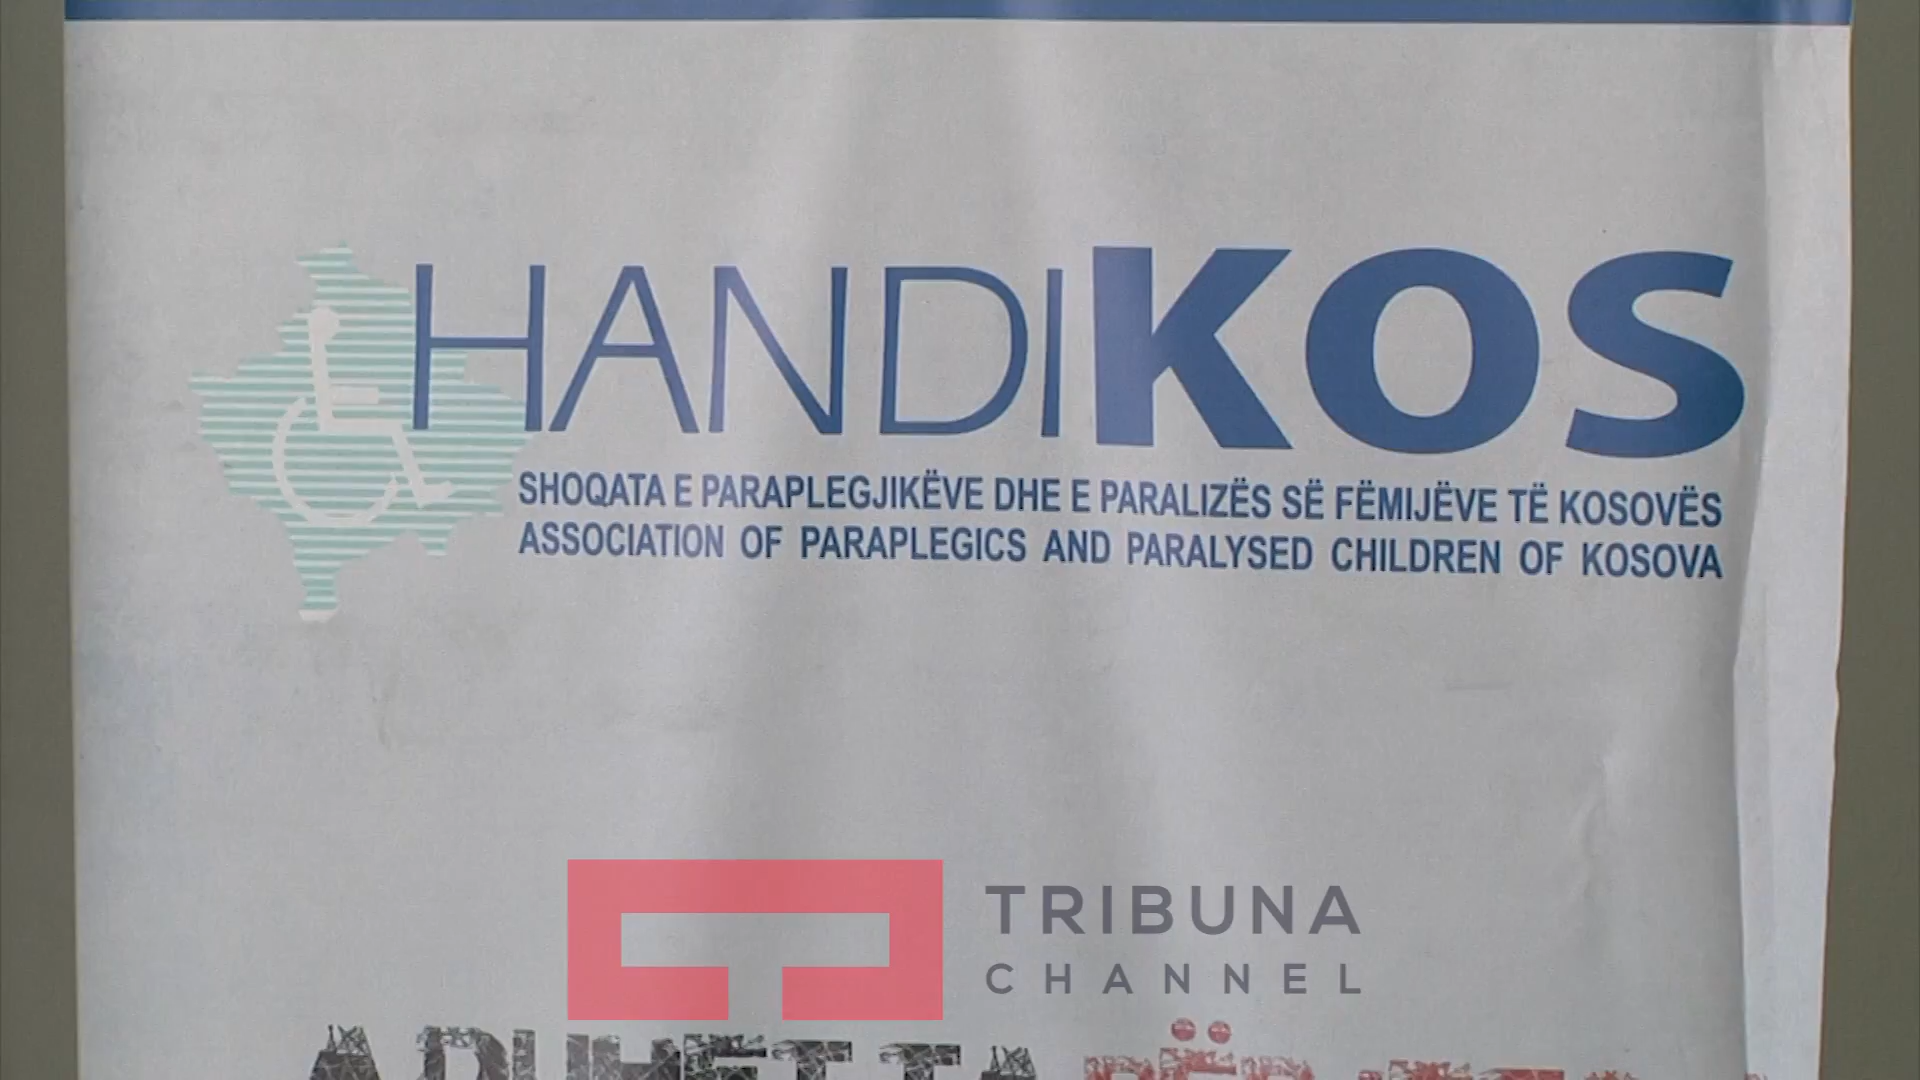 HANDIKOS
SHOQATA E PARAPLEGJIKËVE DHE E PARALIZËS SË FËMIJËVE TË KOSOVËS
ASSOCIATION OF PARAPLEGICS AND PARALYSED CHILDREN OF KOSOVA
TRIBUNA
CHANNEL